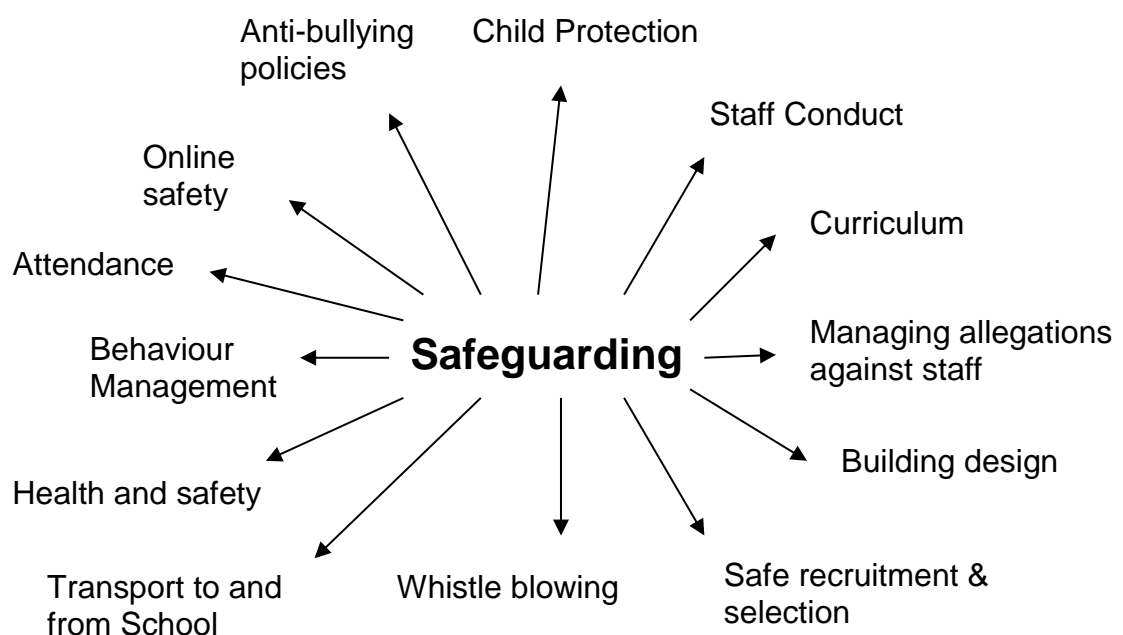 Anti-bullying
policies
Child Protection
Staff Conduct
Online
safety
Curriculum
Attendance
Managing allegations
against staff
Safeguarding
Behaviour
Management
Building design
Health and safety
Safe recruitment &
selection
Transport to and
from School
Whistle blowing